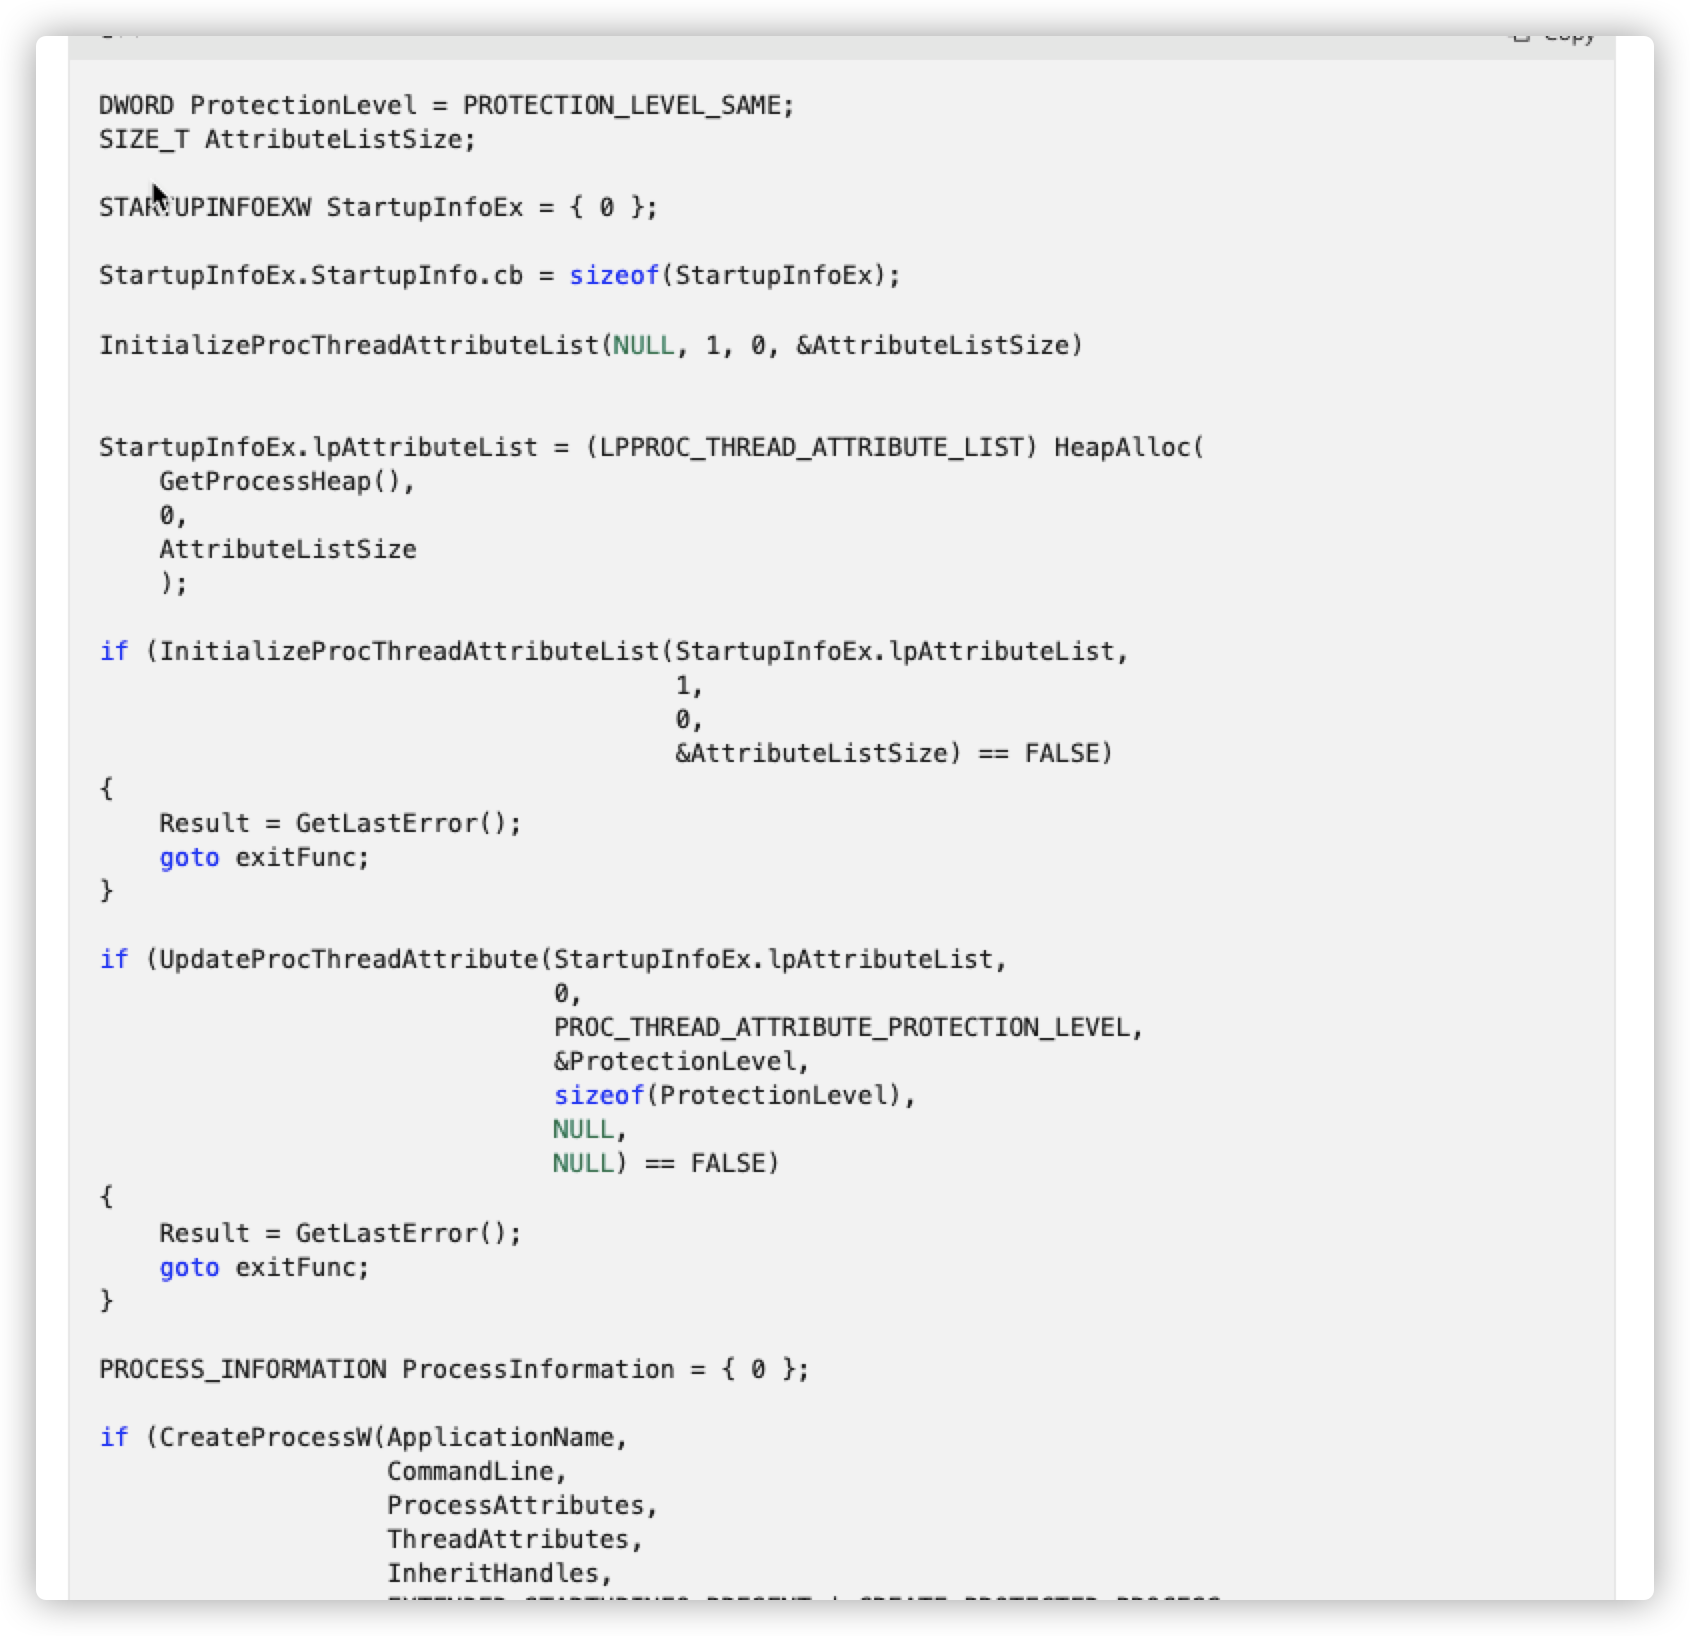 Copy
DWORD ProtectionLevel = PROTECTION_LEVEL_SAME;
SIZE_T AttributeListSize;
STARTUPINFOEXW StartupInfoEx = { 0 };
StartupInfoEx.StartupInfo.cb = sizeof(StartupInfoEx);
InitializeProcThreadAttributeList(NULL, 1, 0, &AttributeListSize)
StartupInfoEx.lpAttributeList = (LPPROC_THREAD_ATTRIBUTE_LIST) HeapAlloc(
    GetProcessHeap(),
    0,
    AttributeListSize
    );
if (InitializeProcThreadAttributeList(StartupInfoEx.lpAttributeList,
                                      1,
                                      0,
                                      &AttributeListSize) == FALSE)
{
    Result = GetLastError();
    goto exitFunc;
}
if (UpdateProcThreadAttribute(StartupInfoEx.lpAttributeList,
                              0,
                              PROC_THREAD_ATTRIBUTE_PROTECTION_LEVEL,
                              &ProtectionLevel,
                              sizeof(ProtectionLevel),
                              NULL,
                              NULL) == FALSE)
{
    Result = GetLastError();
    goto exitFunc;
}
PROCESS_INFORMATION ProcessInformation = { 0 };
if (CreateProcessW(ApplicationName,
                   CommandLine,
                   ProcessAttributes,
                   ThreadAttributes,
                   InheritHandles,
                   EXTENDED_STARTUPINFO_PRESENT | CREATE_PROTECTED_PROCESS